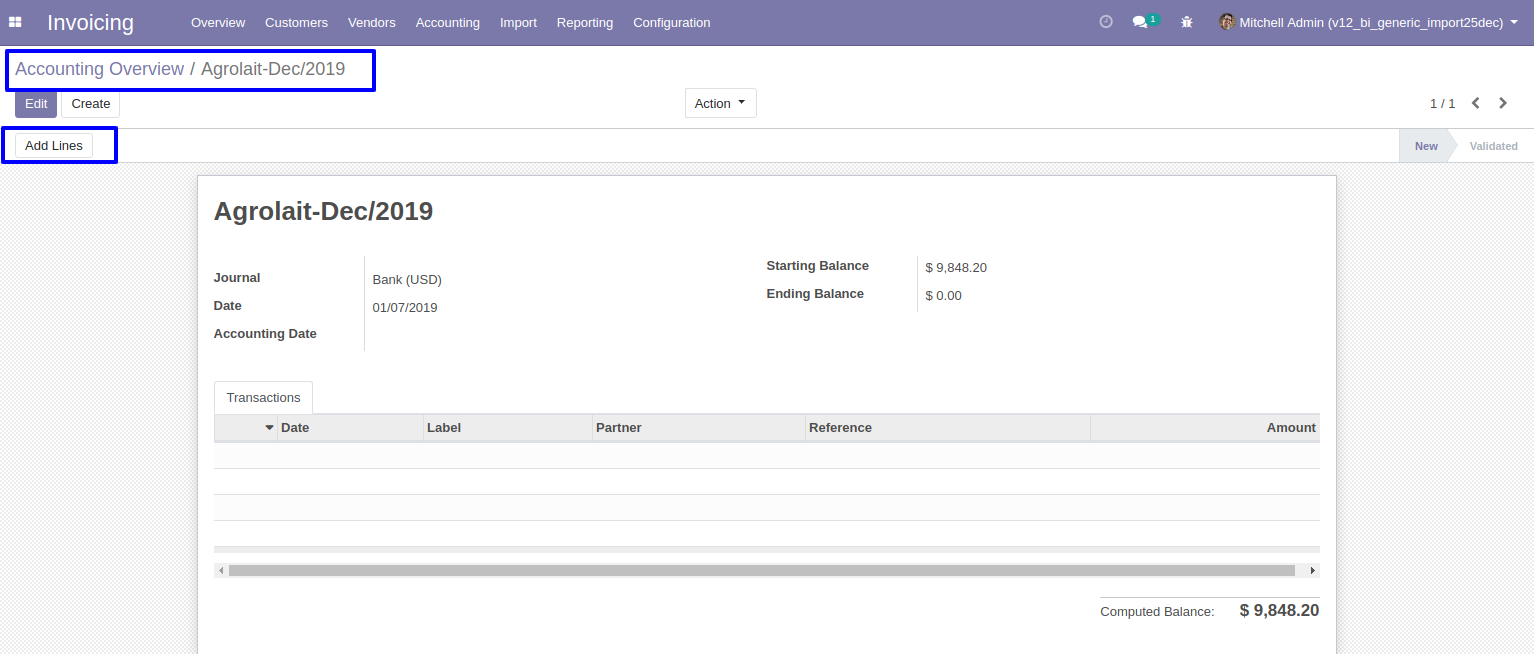 Invoicing Overview Customers Vendors Accounting Import Reporting Configuration 1 Mitchell Admin (v12_bi_generic_import25dec)
Accounting Overview / Agrolait-Dec/2019
Edit Create Action 1 / 1
Add Lines New Validated
Agrolait-Dec/2019
Journal Bank (USD)
Date 01/07/2019
Accounting Date
Starting Balance $ 9,848.20
Ending Balance $ 0.00
Transactions
Date Label Partner Reference Amount
Computed Balance: $ 9,848.20